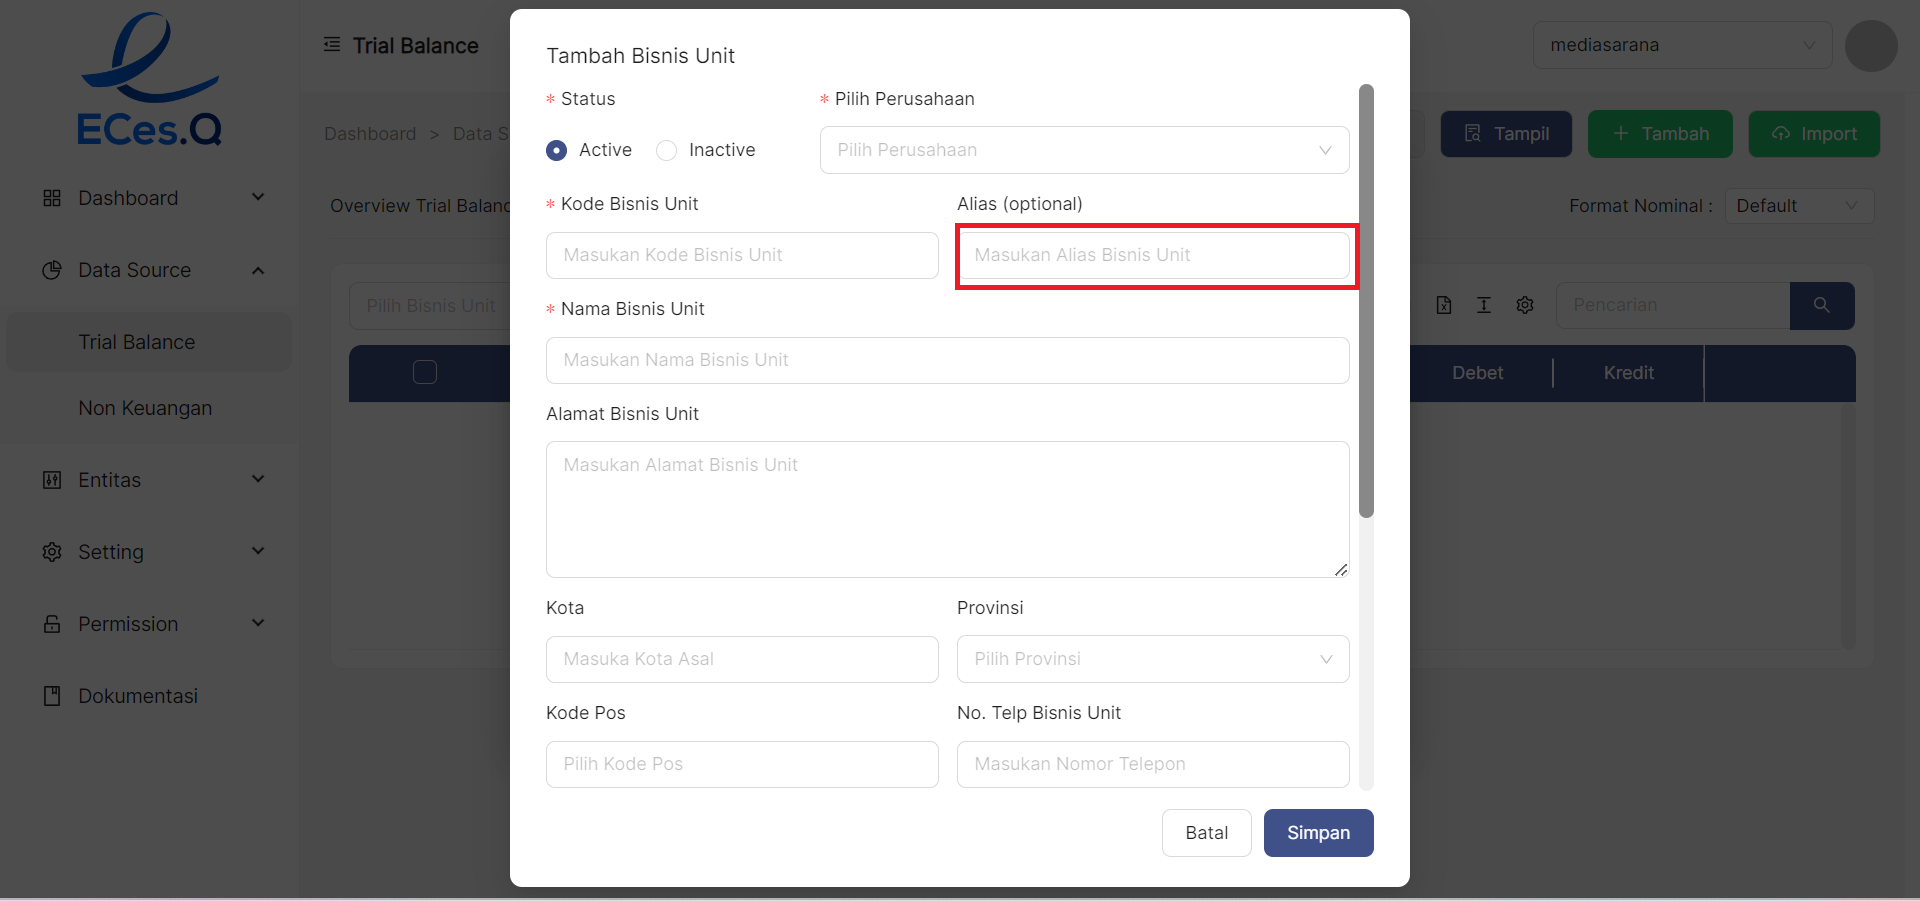 ECes.Q
Dashboard
Data Source
Trial Balance
Non Keuangan
Entitas
Setting
Permission
Dokumentasi
Trial Balance
mediasarana
Dashboard > Data S
Tampil
+ Tambah
Import
Overview Trial Balanc
Format Nominal : Default
Pilih Bisnis Unit
Pencarian
Debet
Kredit
Tambah Bisnis Unit
* Status
Active
Inactive
* Pilih Perusahaan
Pilih Perusahaan
* Kode Bisnis Unit
Masukan Kode Bisnis Unit
Alias (optional)
Masukan Alias Bisnis Unit
* Nama Bisnis Unit
Masukan Nama Bisnis Unit
Alamat Bisnis Unit
Masukan Alamat Bisnis Unit
Kota
Masuka Kota Asal
Provinsi
Pilih Provinsi
Kode Pos
Pilih Kode Pos
No. Telp Bisnis Unit
Masukan Nomor Telepon
Batal
Simpan